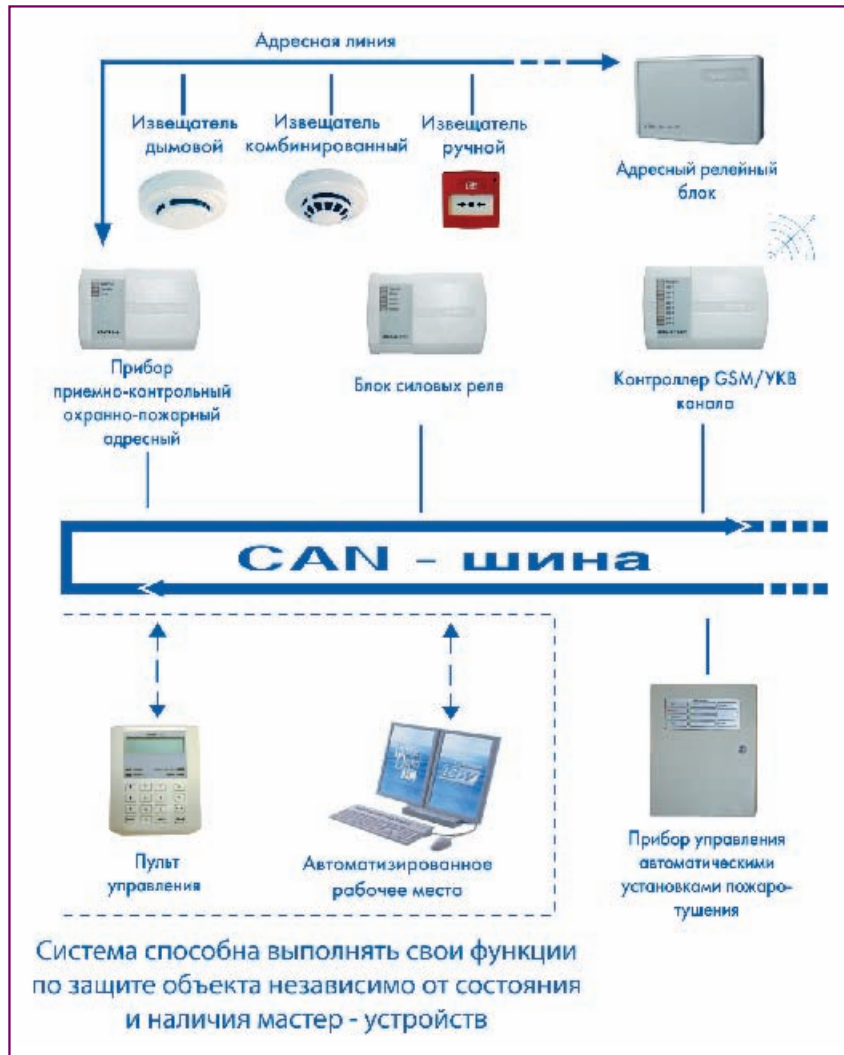 Адресная линия
Извещатель
дымовой
Извещатель
комбинированный
Извещатель
ручной
Адресный релейный
блок
Прибор
приемно-контрольный
охранно-пожарный
адресный
Блок силовых реле
Контроллер GSM/УКВ
канала
CAN - шина
Пульт
управления
Автоматизированное
рабочее место
Прибор управления
автоматическими
установками пожаро-
тушения
Система способна выполнять свои функции
по защите объекта независимо от состояния
и наличия мастер - устройств